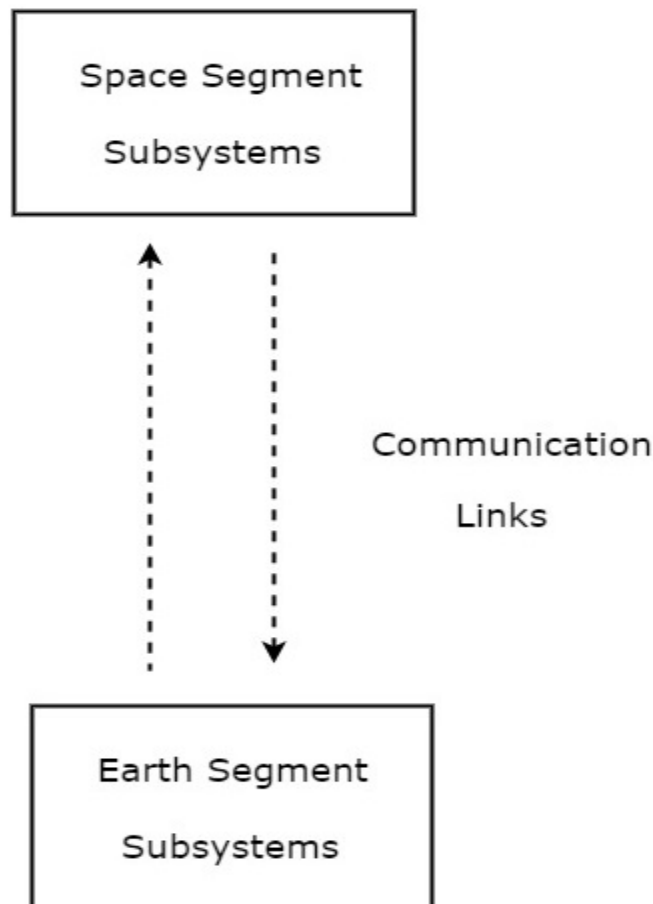 Space Segment
Subsystems
Communication
Links
Earth Segment
Subsystems